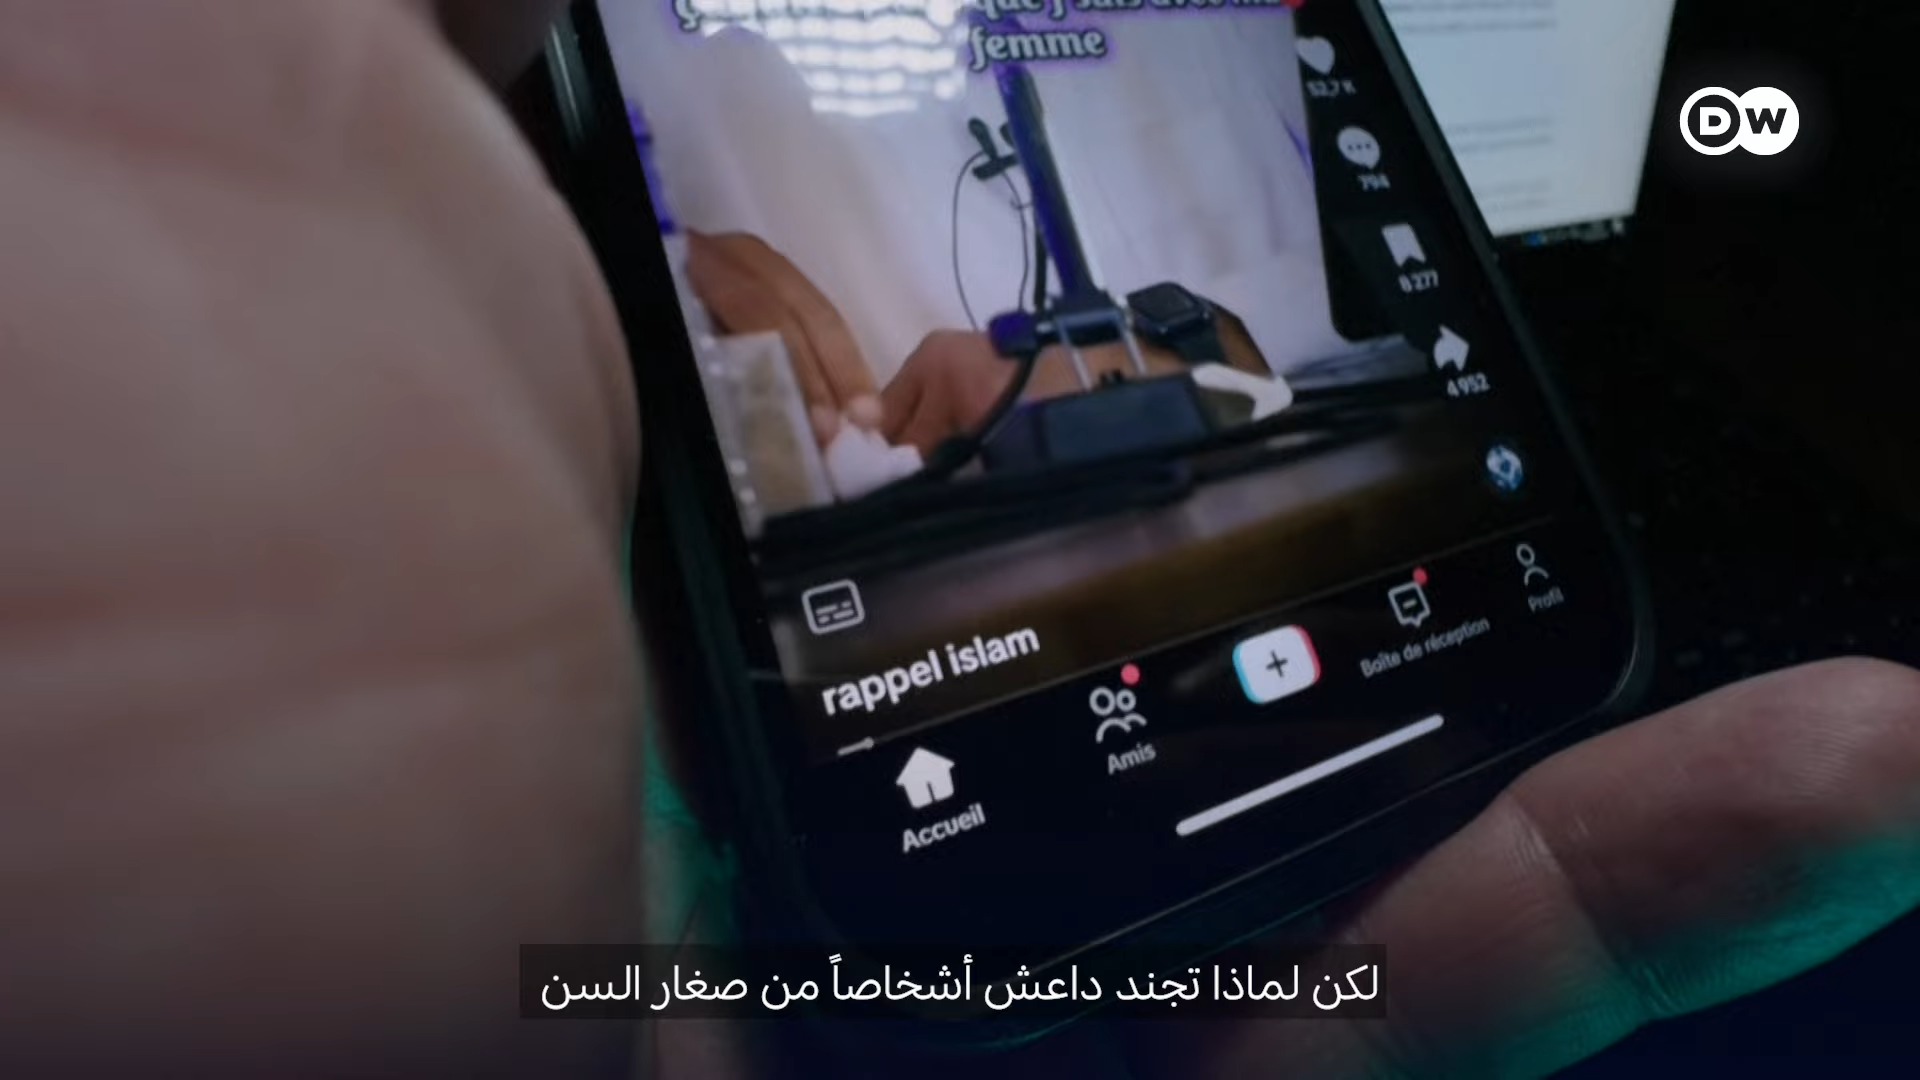 femme
52,7 K
DW
794
8 277
4 952
rappel islam
Profil
Boîte de réception
Amis
Accueil
لكن لماذا تجند داعش أشخاصاً من صغار السن